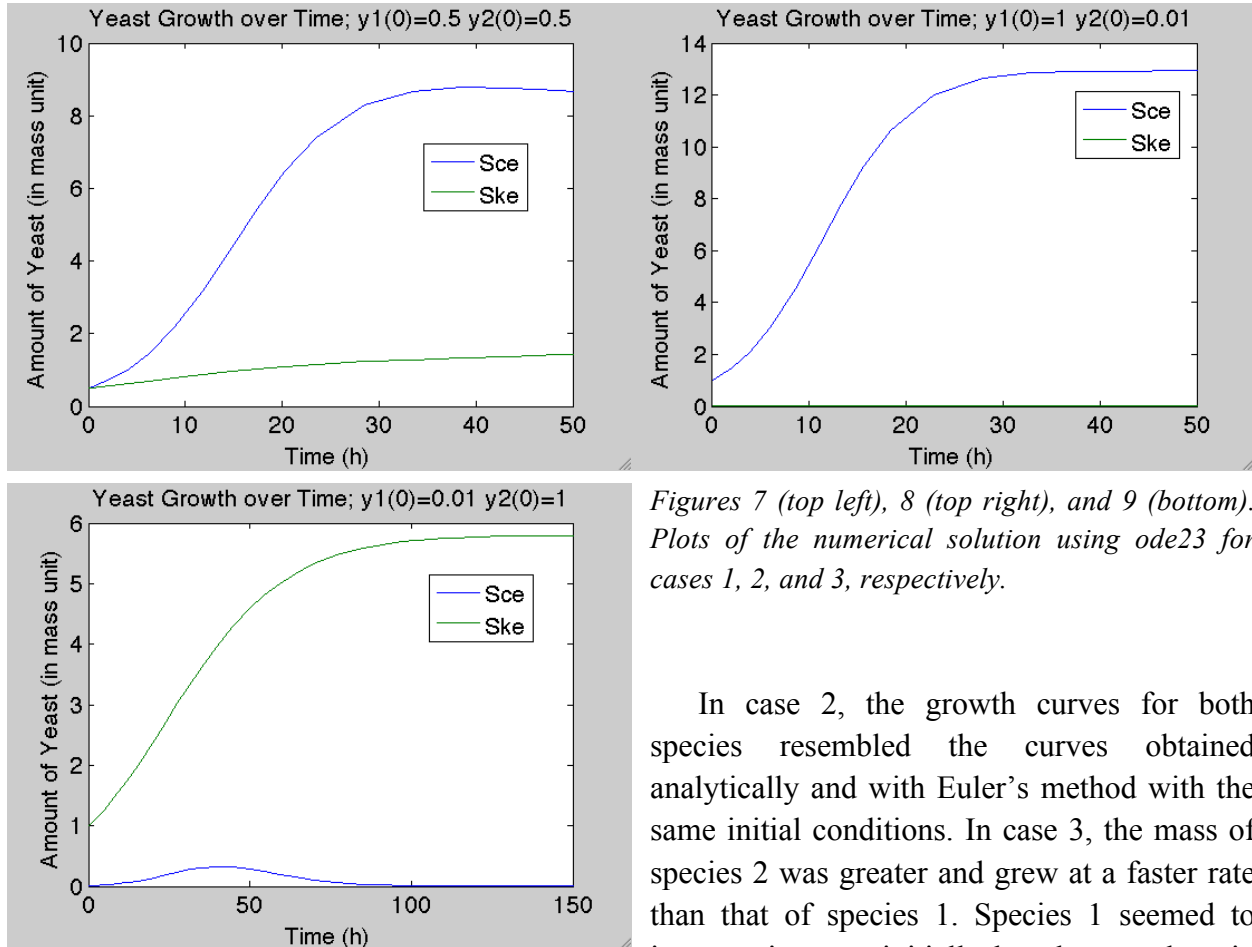 Yeast Growth over Time; y1(0)=0.5 y2(0)=0.5
Amount of Yeast (in mass unit)
10
8
6
4
2
0
0 10 20 30 40 50
Time (h)
Sce
Ske
Yeast Growth over Time; y1(0)=1 y2(0)=0.01
Amount of Yeast (in mass unit)
14
12
10
8
6
4
2
0
0 10 20 30 40 50
Time (h)
Sce
Ske
Yeast Growth over Time; y1(0)=0.01 y2(0)=1
Amount of Yeast (in mass unit)
6
5
4
3
2
1
0
0 50 100 150
Time (h)
Sce
Ske
Figures 7 (top left), 8 (top right), and 9 (bottom).
Plots of the numerical solution using ode23 for
cases 1, 2, and 3, respectively.
In case 2, the growth curves for both
species resembled the curves obtained
analytically and with Euler's method with the
same initial conditions. In case 3, the mass of
species 2 was greater and grew at a faster rate
than that of species 1. Species 1 seemed to